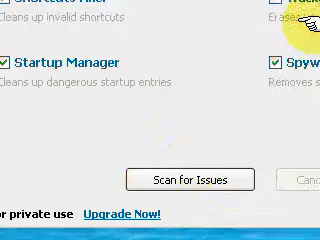 Cleans up invalid shortcuts
Startup Manager
Cleans up dangerous startup entries
Removes s
Scan for Issues
or private use Upgrade Now!